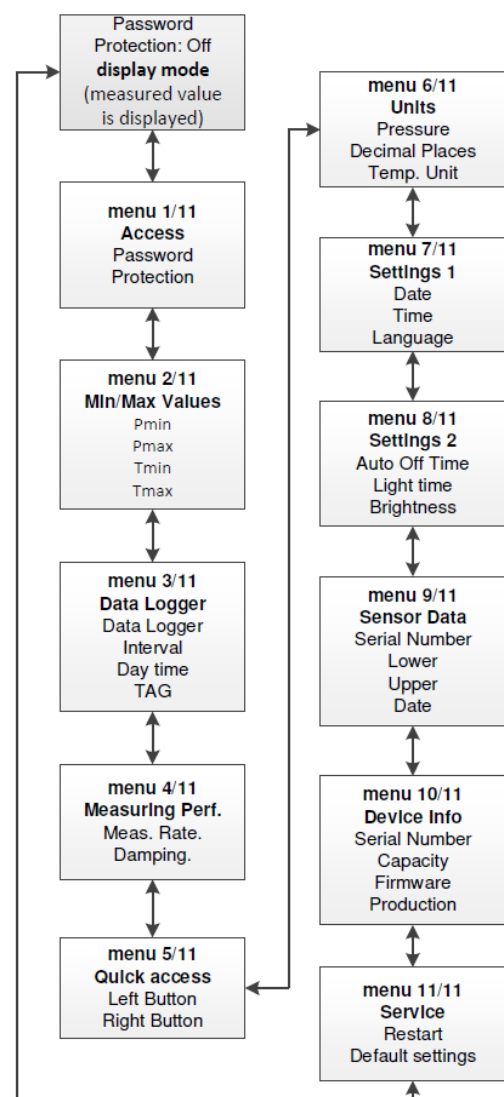 Password
Protection: Off
display mode
(measured value
is displayed)
menu 1/11
Access
Password
Protection
menu 2/11
Min/Max Values
Pmin
Pmax
Tmin
Tmax
menu 3/11
Data Logger
Data Logger
Interval
Day time
TAG
menu 4/11
Measuring Perf.
Meas. Rate.
Damping.
menu 5/11
Quick access
Left Button
Right Button
menu 6/11
Units
Pressure
Decimal Places
Temp. Unit
menu 7/11
Settings 1
Date
Time
Language
menu 8/11
Settings 2
Auto Off Time
Light time
Brightness
menu 9/11
Sensor Data
Serial Number
Lower
Upper
Date
menu 10/11
Device Info
Serial Number
Capacity
Firmware
Production
menu 11/11
Service
Restart
Default settings